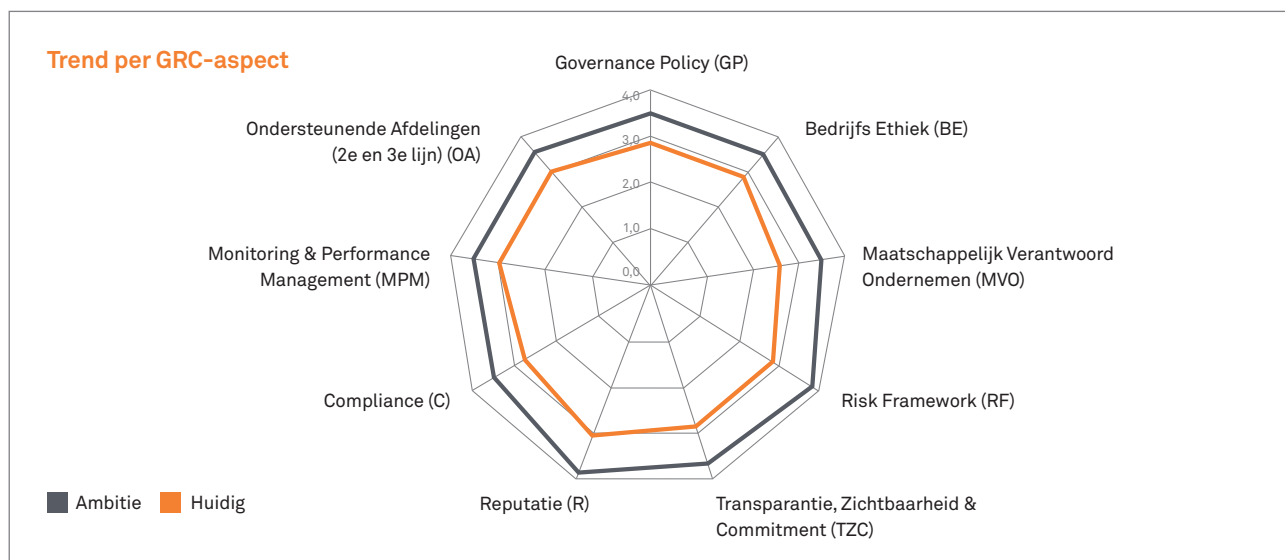 Trend per GRC-aspect
Governance Policy (GP)
Ondersteunende Afdelingen
(2e en 3e lijn) (OA)
Bedrijfs Ethiek (BE)
4,0
3,0
2,0
1,0
0,0
Monitoring & Performance
Management (MPM)
Maatschappelijk Verantwoord
Ondernemen (MVO)
Compliance (C)
Risk Framework (RF)
Reputatie (R)
Transparantie, Zichtbaarheid &
Commitment (TZC)
Ambitie
Huidig